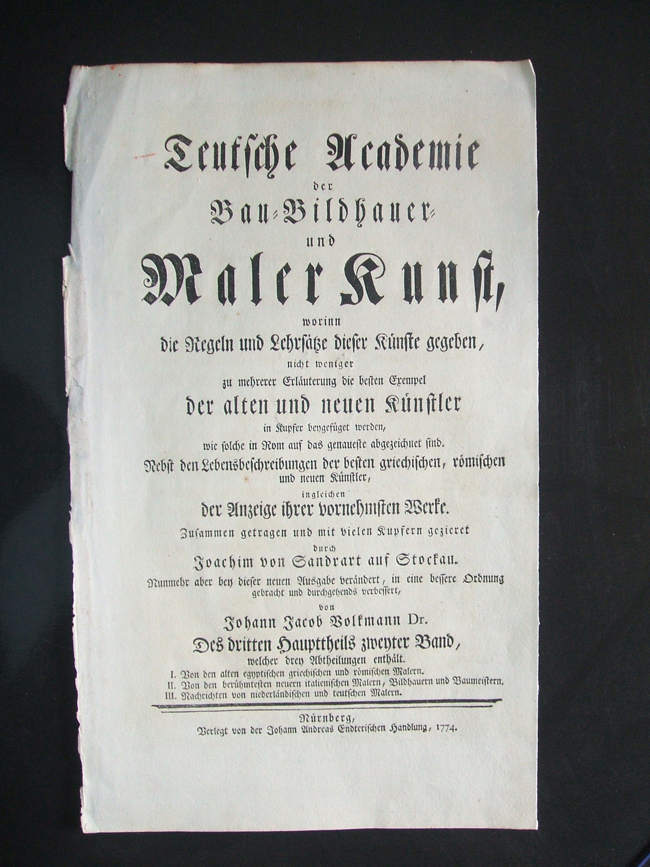 Teutsche Academie
der
Bau-Bildhauer-
und
Maler Kunst,
worinn
die Regeln und Lehrsätze dieser Künste gegeben,
nicht weniger
zu mehrerer Erläuterung die besten Exempel
der alten und neuen Künstler
in Kupfer beygefüget werden,
wie solche in Rom auf das genaueste abgezeichnet sind.
Nebst den Lebensbeschreibungen der besten griechischen, römischen
und neuen Künstler,
ingleichen
der Anzeige ihrer vornehmsten Werke.
Zusammen getragen und mit vielen Kupfern gezieret
durch
Joachim von Sandrart auf Stockau.
Nunmehr aber bey dieser neuen Ausgabe verändert, in eine bessere Ordnung
gebracht und durchgehends verbessert,
von
Johann Jacob Volkmann Dr.
Des dritten Haupttheils zweyter Band,
welcher drey Abtheilungen enthält.
I. Von den alten egyptischen griechischen und römischen Malern.
II. Von den berühmtesten neuern italienischen Malern, Bildhauern und Baumeistern.
III. Nachrichten von niederländischen und teutschen Malern.
Nürnberg,
Verlegt von der Johann Andreas Endterischen Handlung, 1774.